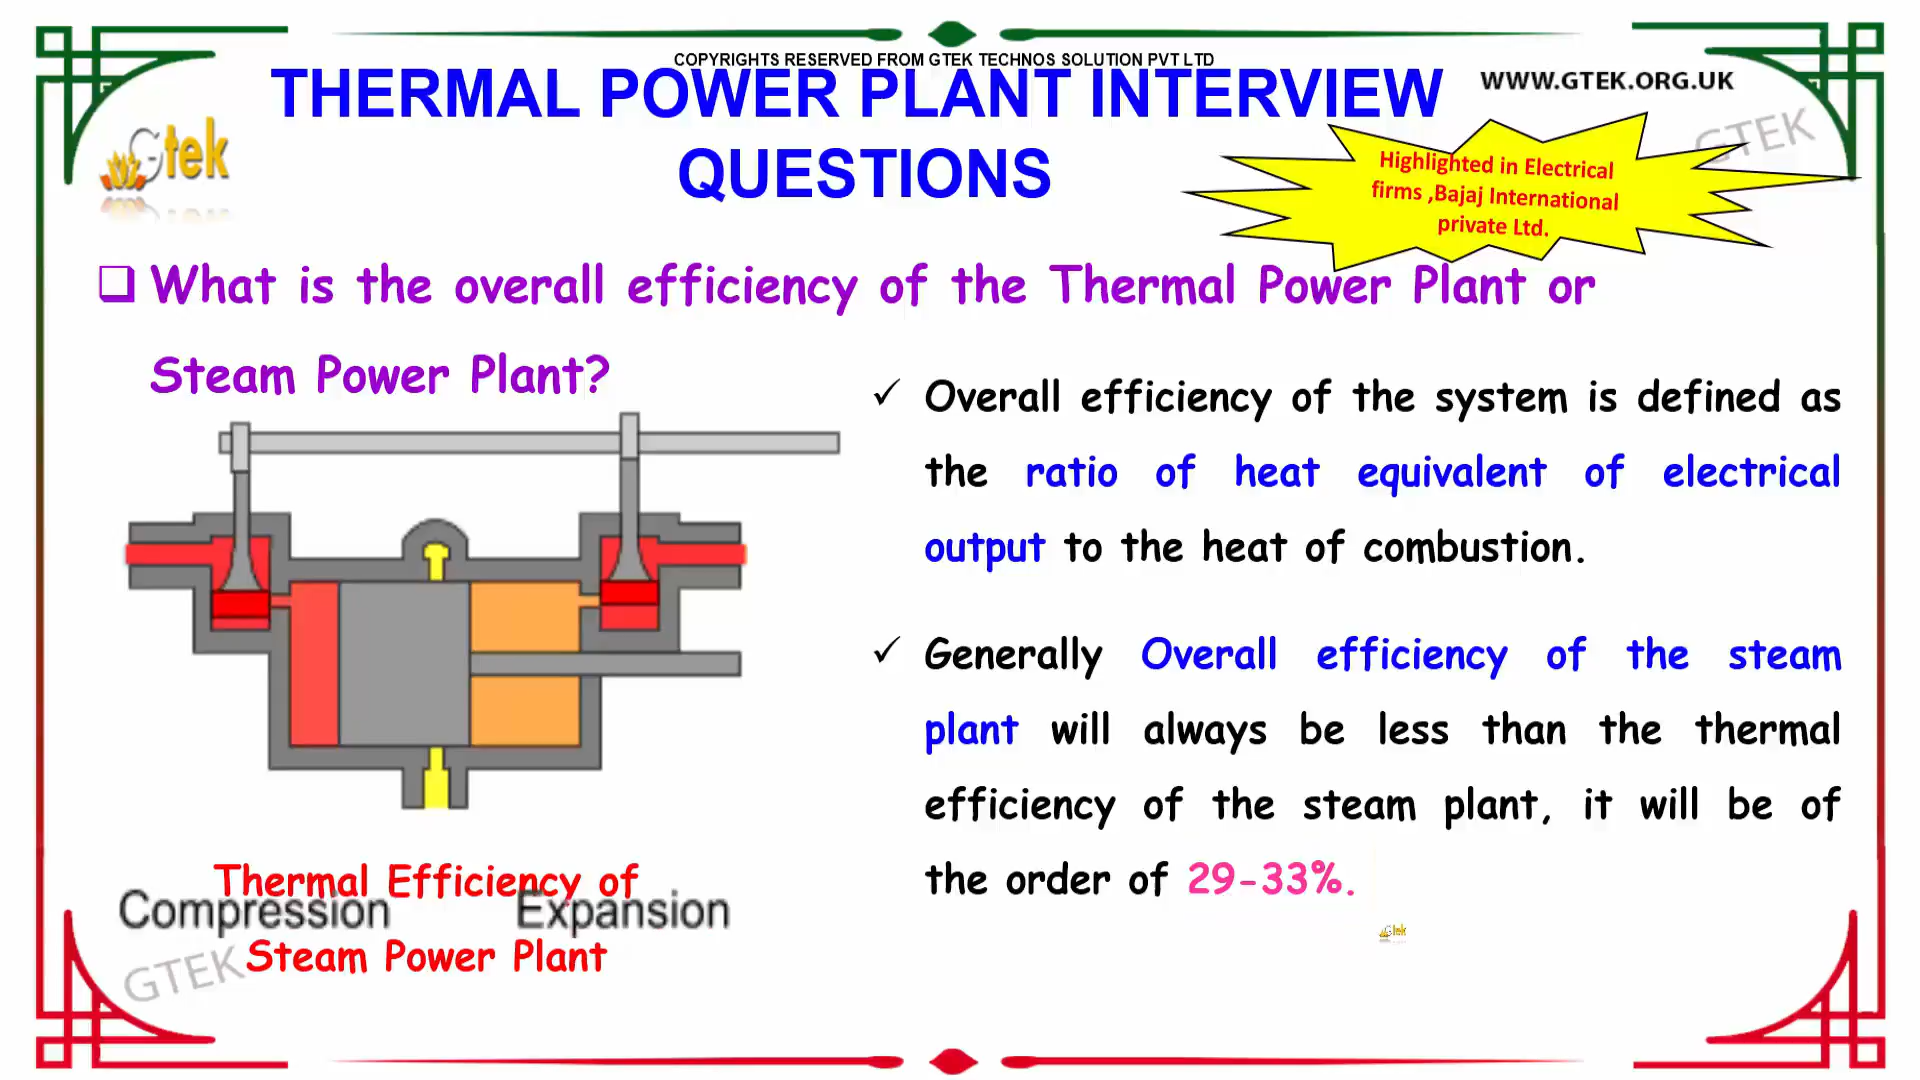 COPYRIGHTS RESERVED FROM GTEK TECHNOS SOLUTION PVT LTD
THERMAL POWER PLANT INTERVIEW
QUESTIONS
WWW.GTEK.ORG.UK
GTEK
Gtek
Highlighted in Electrical
firms ,Bajaj International
private Ltd.
❑ What is the overall efficiency of the Thermal Power Plant or
Steam Power Plant?
✓ Overall efficiency of the system is defined as
the ratio of heat equivalent of electrical
output to the heat of combustion.
✓ Generally Overall efficiency of the steam
plant will always be less than the thermal
efficiency of the steam plant, it will be of
the order of 29-33%.
Gtek
Thermal Efficiency of
Compression Expansion
Steam Power Plant
GTEK